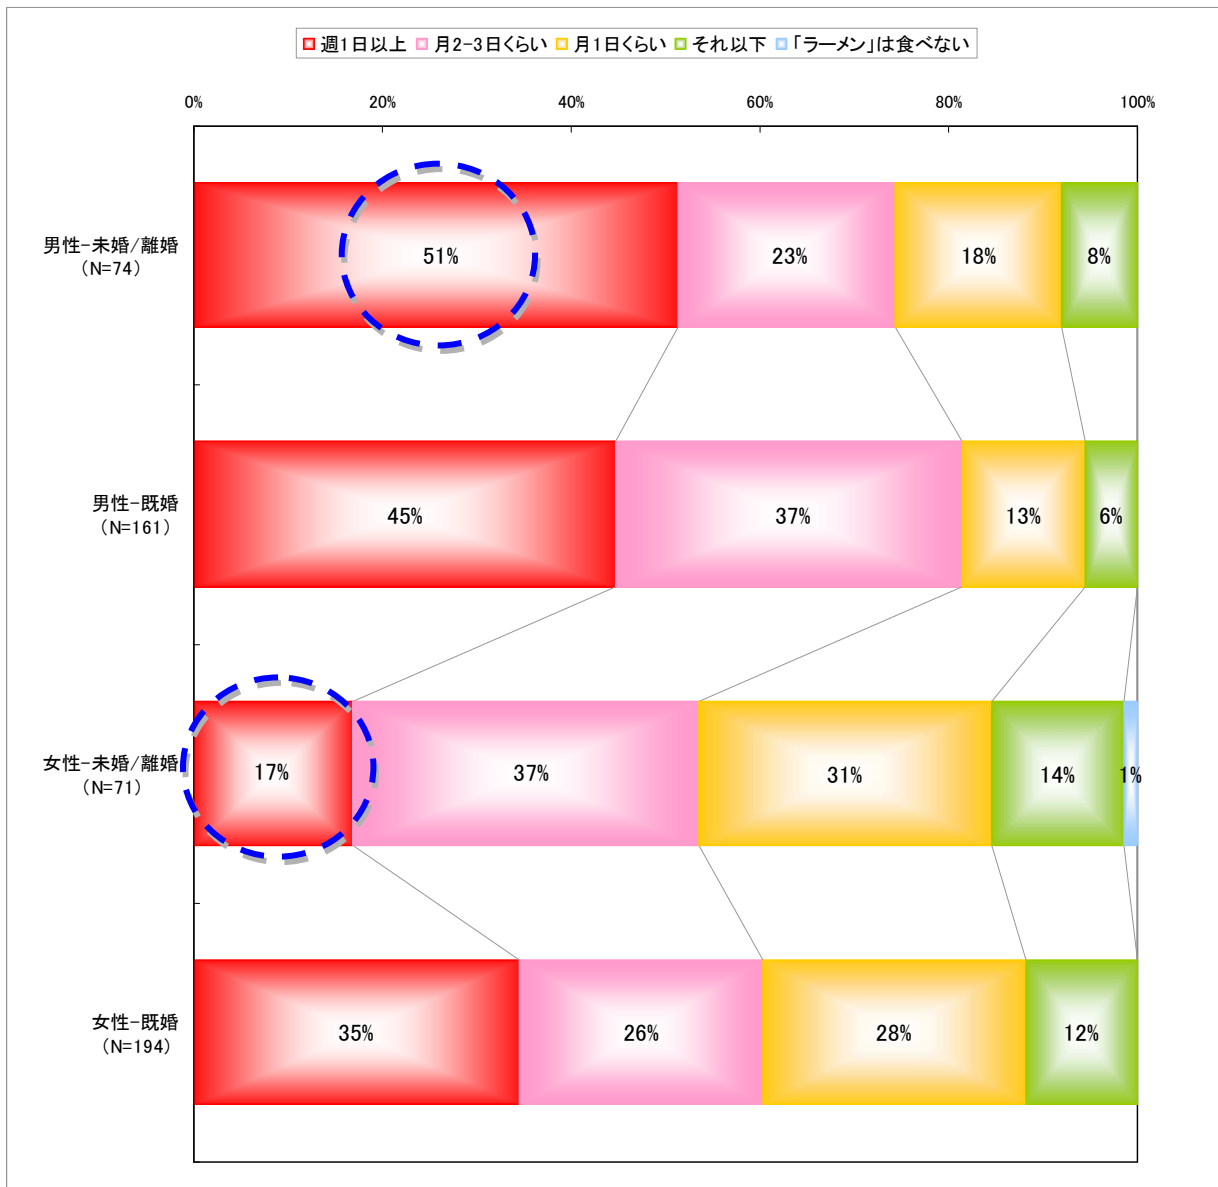 週1日以上 月2-3日くらい 月1日くらい それ以下 「ラーメン」は食べない
0% 20% 40% 60% 80% 100%
男性-未婚/離婚
(N=74)
51% 23% 18% 8%
男性-既婚
(N=161)
45% 37% 13% 6%
女性-未婚/離婚
(N=71)
17% 37% 31% 14% 1%
女性-既婚
(N=194)
35% 26% 28% 12%